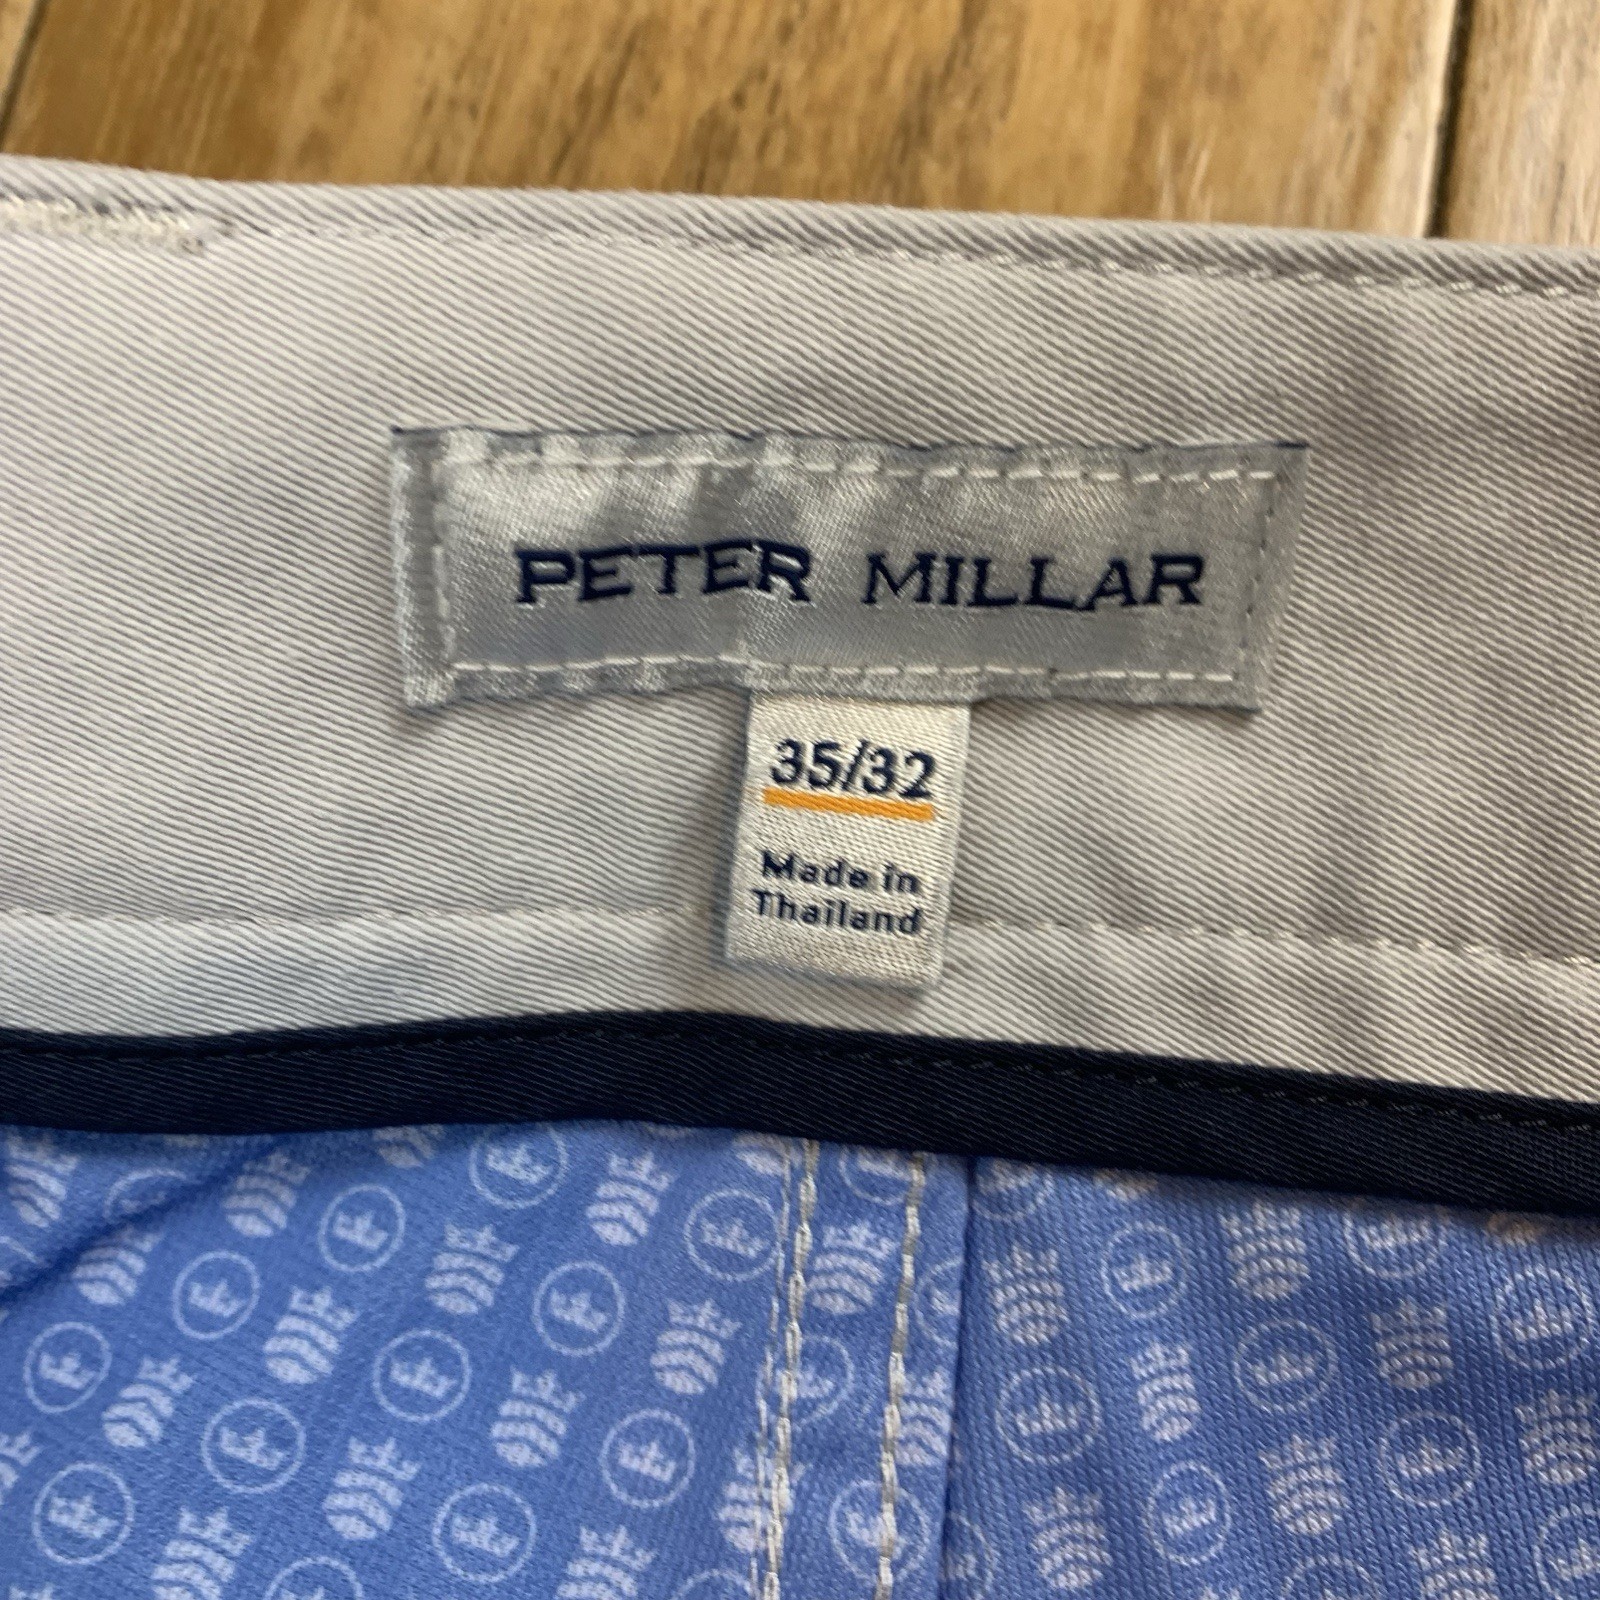 PETER MILLAR
35/32
Made in
Thailand